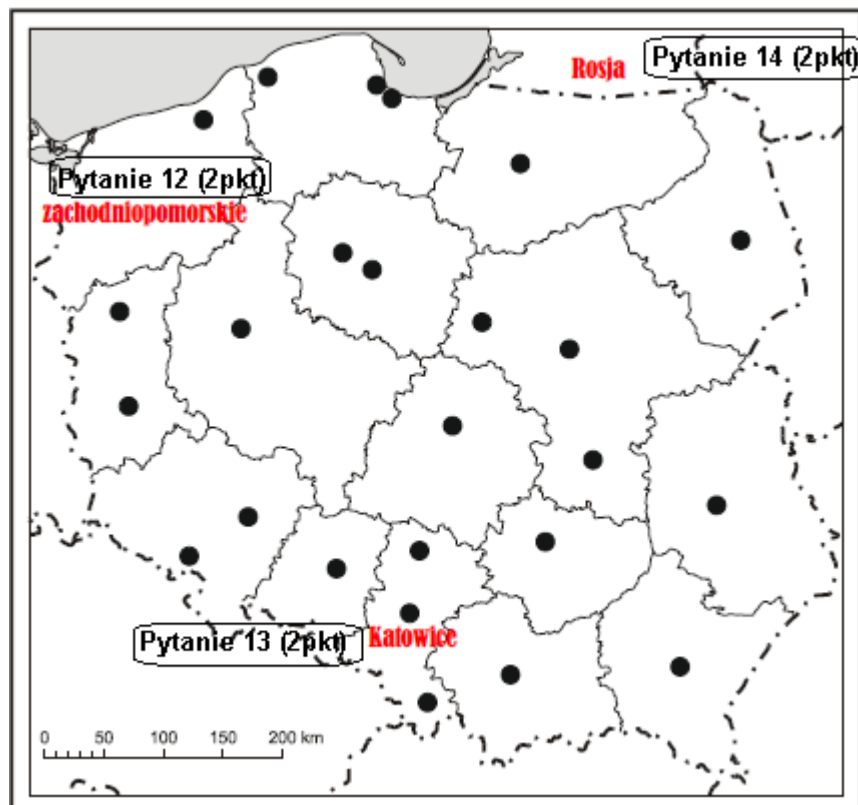 Rosja
Pytanie 14 (2pkt)
Pytanie 12 (2pkt)
zachodniopomorskie
Pytanie 13 (2pkt)
Katowice
0 50 100 150 200 km